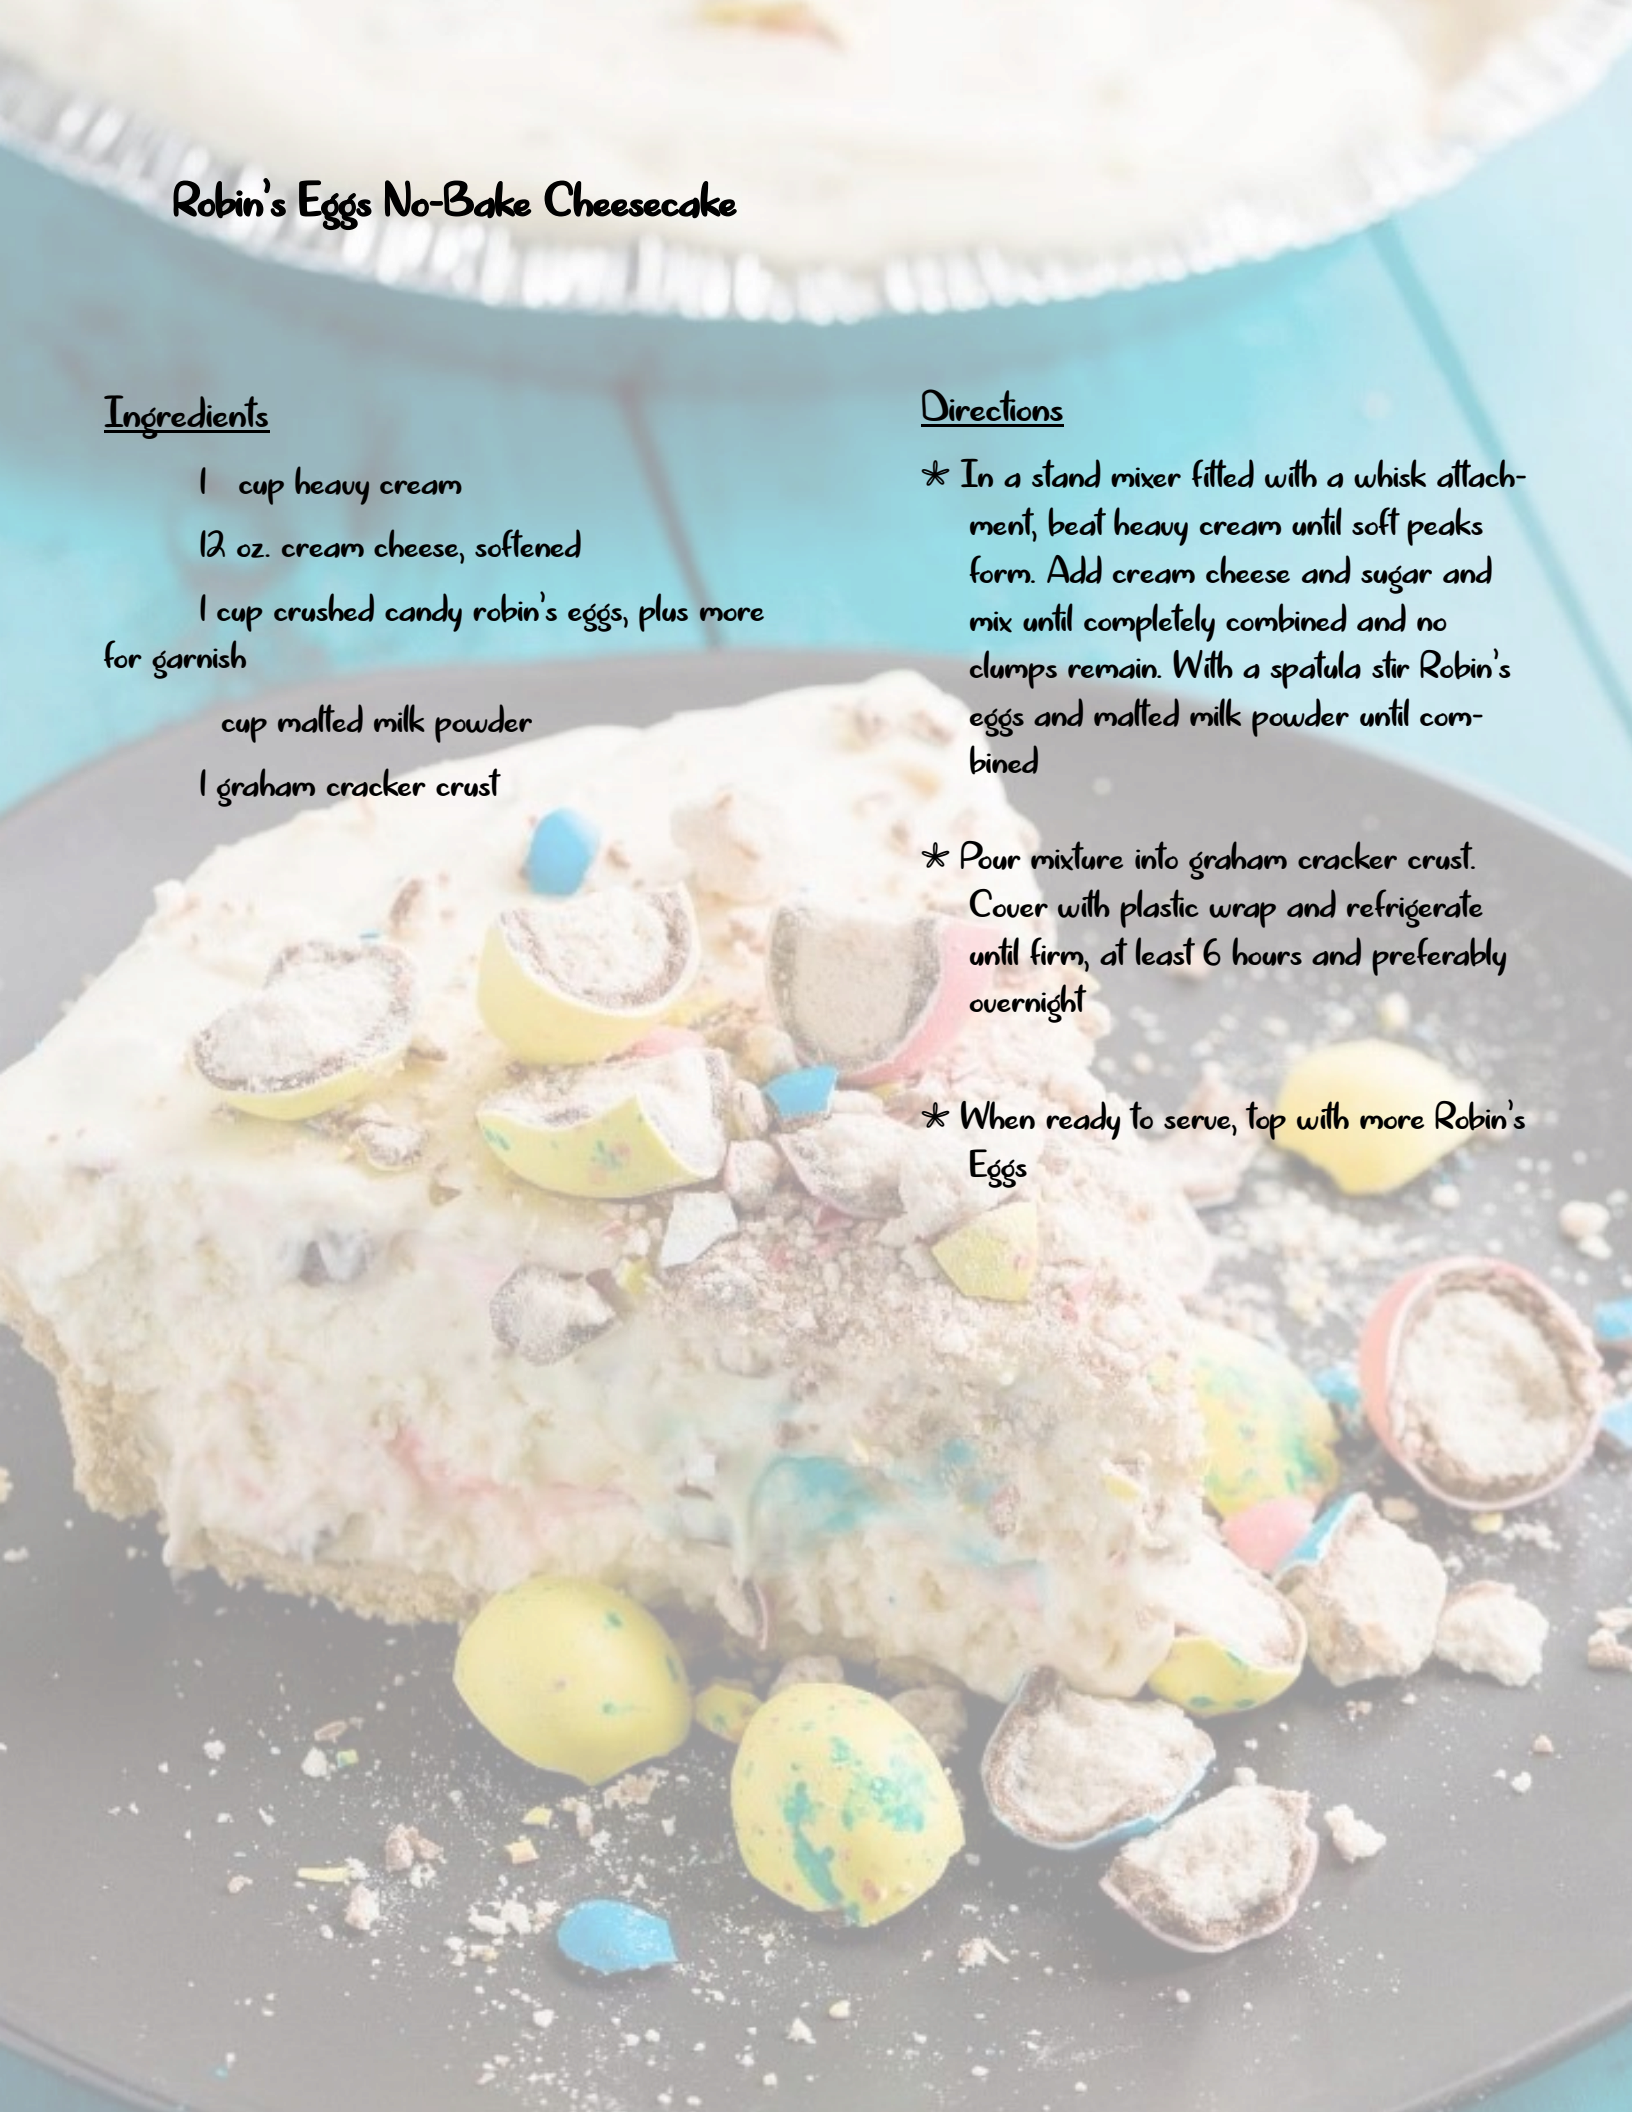 Robin's Eggs No-Bake Cheesecake
Ingredients
1 cup heavy cream
12 oz. cream cheese, softened
1 cup crushed candy robin's eggs, plus more
for garnish
cup malted milk powder
1 graham cracker crust
Directions
* In a stand mixer fitted with a whisk attach-
ment, beat heavy cream until soft peaks
form. Add cream cheese and sugar and
mix until completely combined and no
clumps remain. With a spatula stir Robin's
eggs and malted milk powder until com-
bined
* Pour mixture into graham cracker crust.
Cover with plastic wrap and refrigerate
until firm, at least 6 hours and preferably
overnight
* When ready to serve, top with more Robin's
Eggs